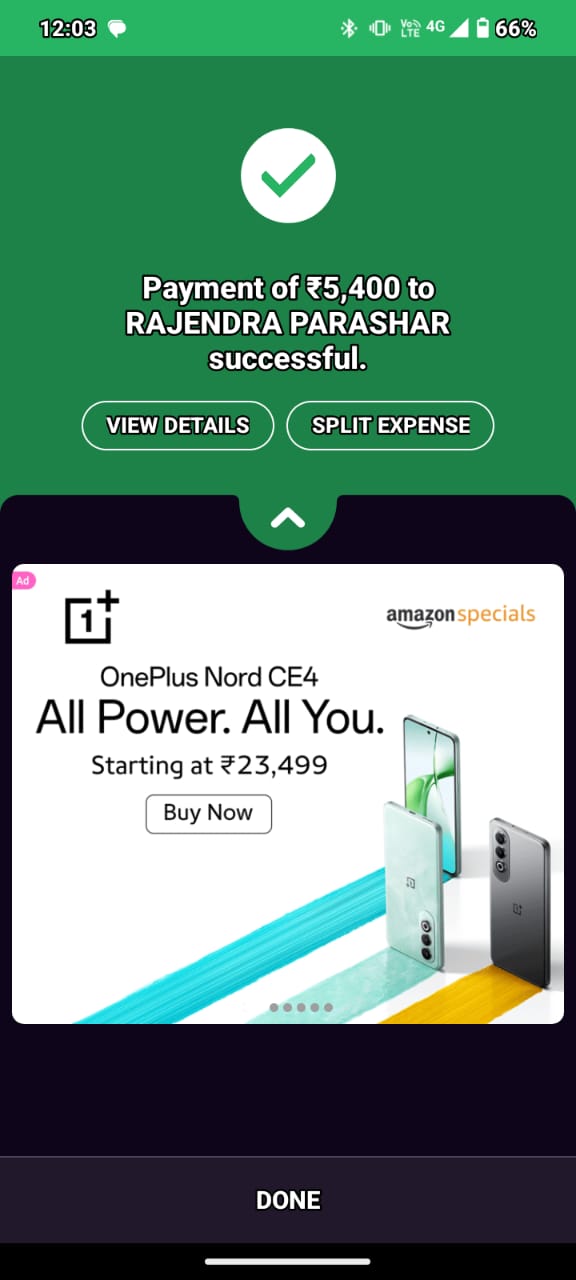 12:03 Vo LTE 4G 66%
Payment of ₹5,400 to
RAJENDRA PARASHAR
successful.
VIEW DETAILS SPLIT EXPENSE
Ad
1+ amazon specials
OnePlus Nord CE4
All Power. All You.
Starting at ₹23,499
Buy Now
DONE